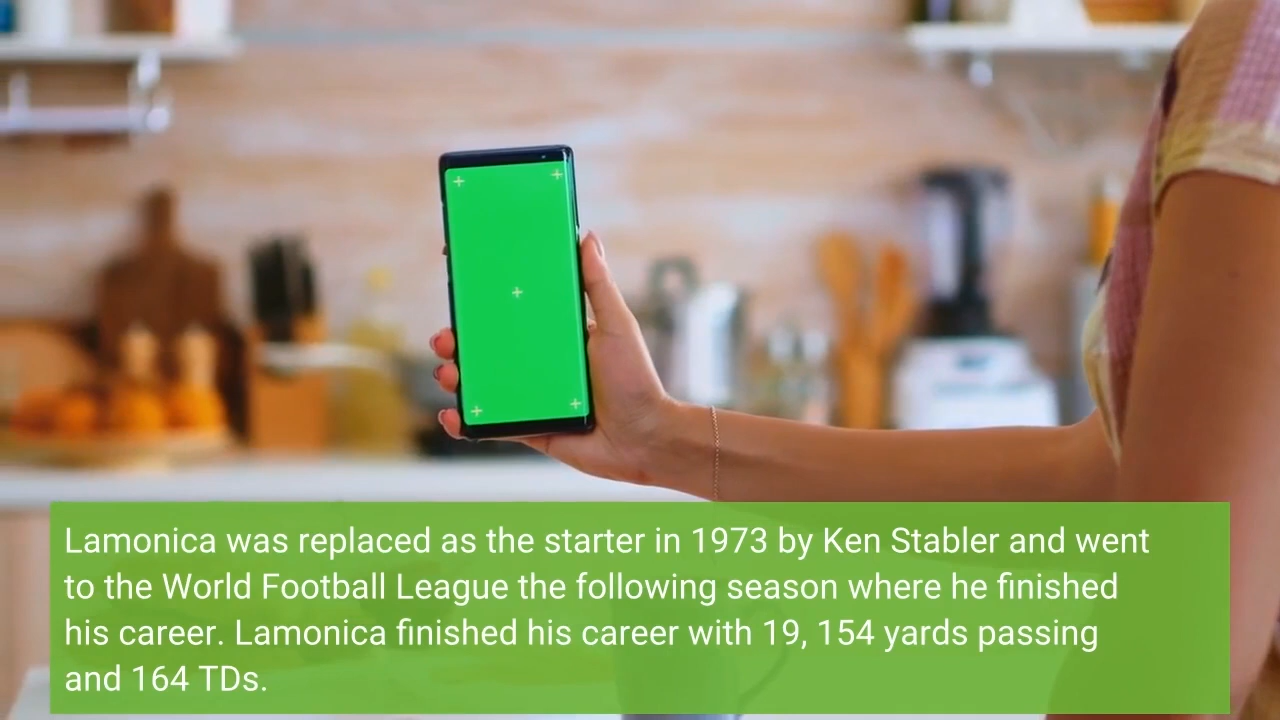 Lamonica was replaced as the starter in 1973 by Ken Stabler and went
to the World Football League the following season where he finished
his career. Lamonica finished his career with 19, 154 yards passing
and 164 TDs.